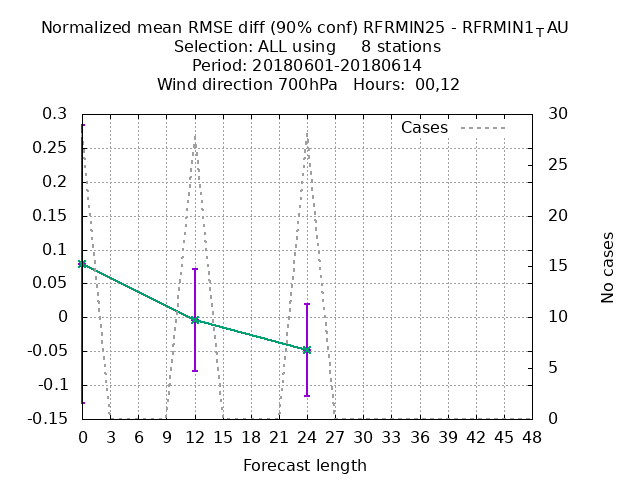 Normalized mean RMSE diff (90% conf) RFRMIN25 - RFRMIN1TAU
Selection: ALL using     8 stations
Period: 20180601-20180614
Wind direction 700hPa   Hours:  00,12
Cases
0.3
0.25
0.2
0.15
0.1
0.05
0
-0.05
-0.1
-0.15
30
25
20
15
10
5
0
No cases
0 3 6 9 12 15 18 21 24 27 30 33 36 39 42 45 48
Forecast length